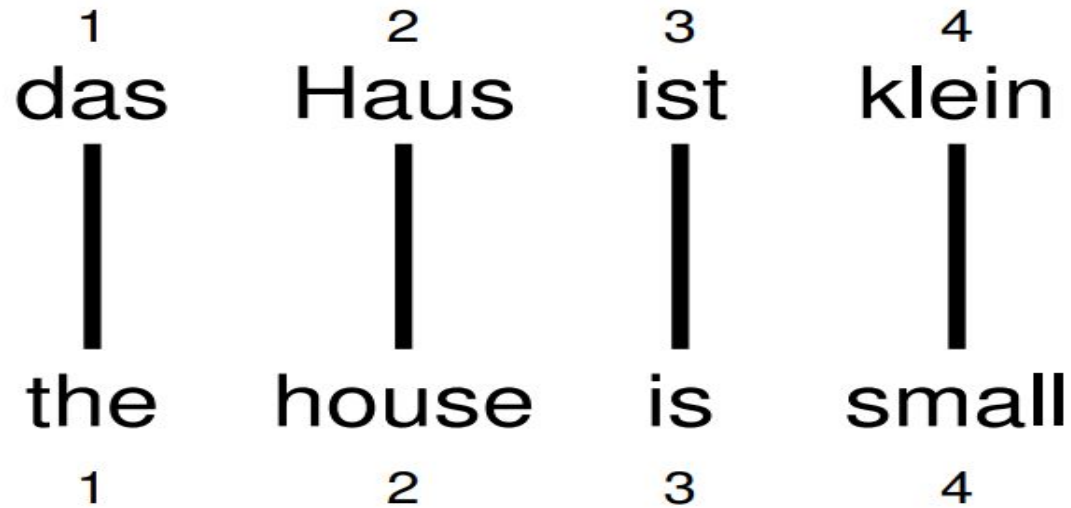 1 2 3 4
das Haus ist klein
the house is small
1 2 3 4